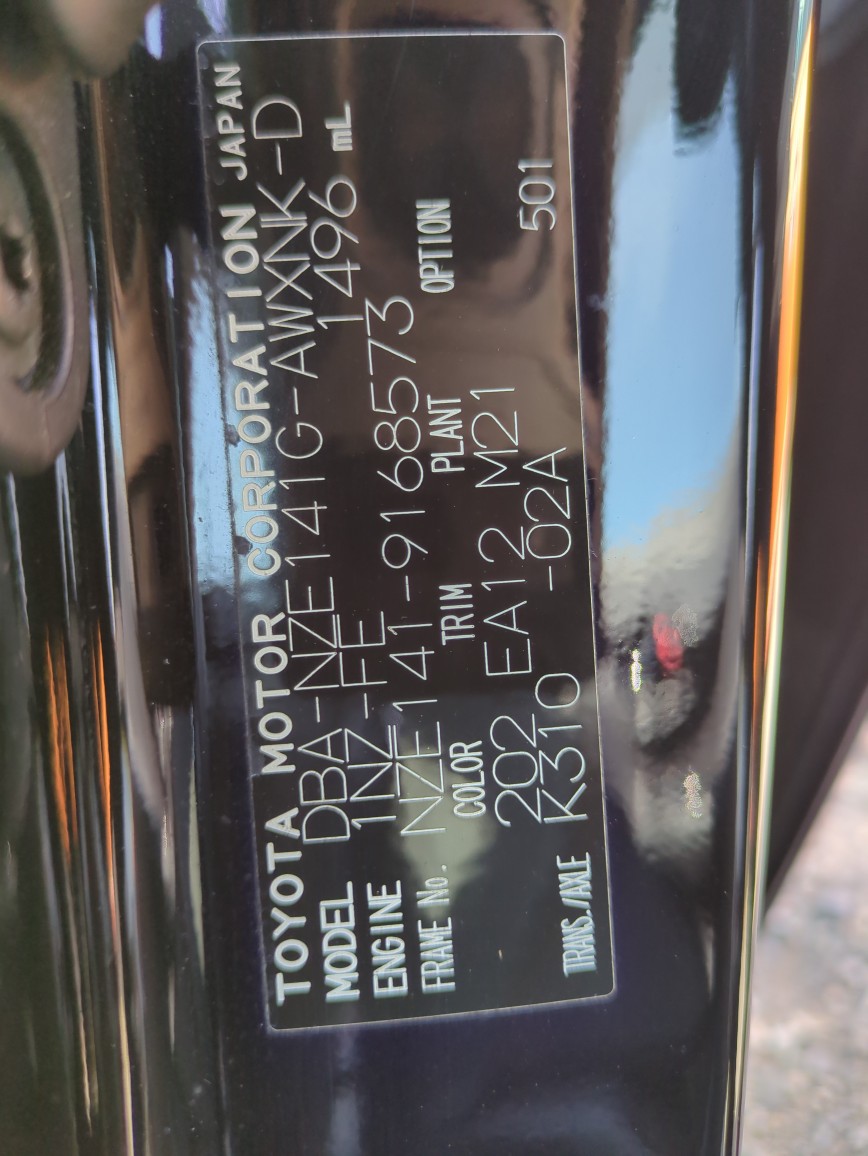 TOYOTA MOTOR CORPORATION JAPAN
MODEL DBA-NZE141G-AWXNK-D
ENGINE 1NZ-FE 1496 mL
FRAME No. NZE141-9168573
COLOR TRIM PLANT OPTION
202 EA12 M21 501
TRANS./AXLE K310 -02A